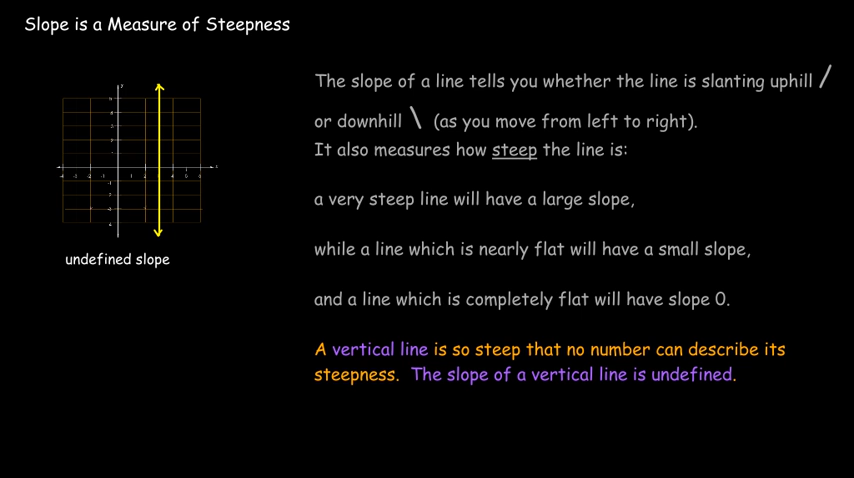 Slope is a Measure of Steepness
The slope of a line tells you whether the line is slanting uphill /
or downhill \ (as you move from left to right).
It also measures how steep the line is:
a very steep line will have a large slope,
while a line which is nearly flat will have a small slope,
and a line which is completely flat will have slope 0.
A vertical line is so steep that no number can describe its
steepness. The slope of a vertical line is undefined.
undefined slope